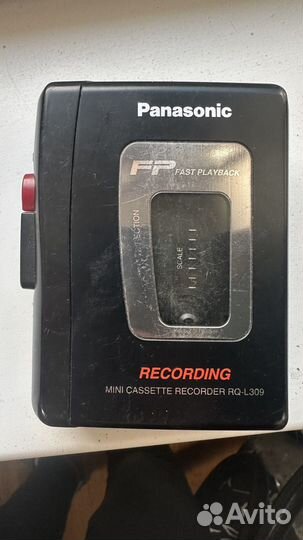 Panasonic
FP FAST PLAYBACK
SCALE
RECORDING
MINI CASSETTE RECORDER RQ-L309
Avito